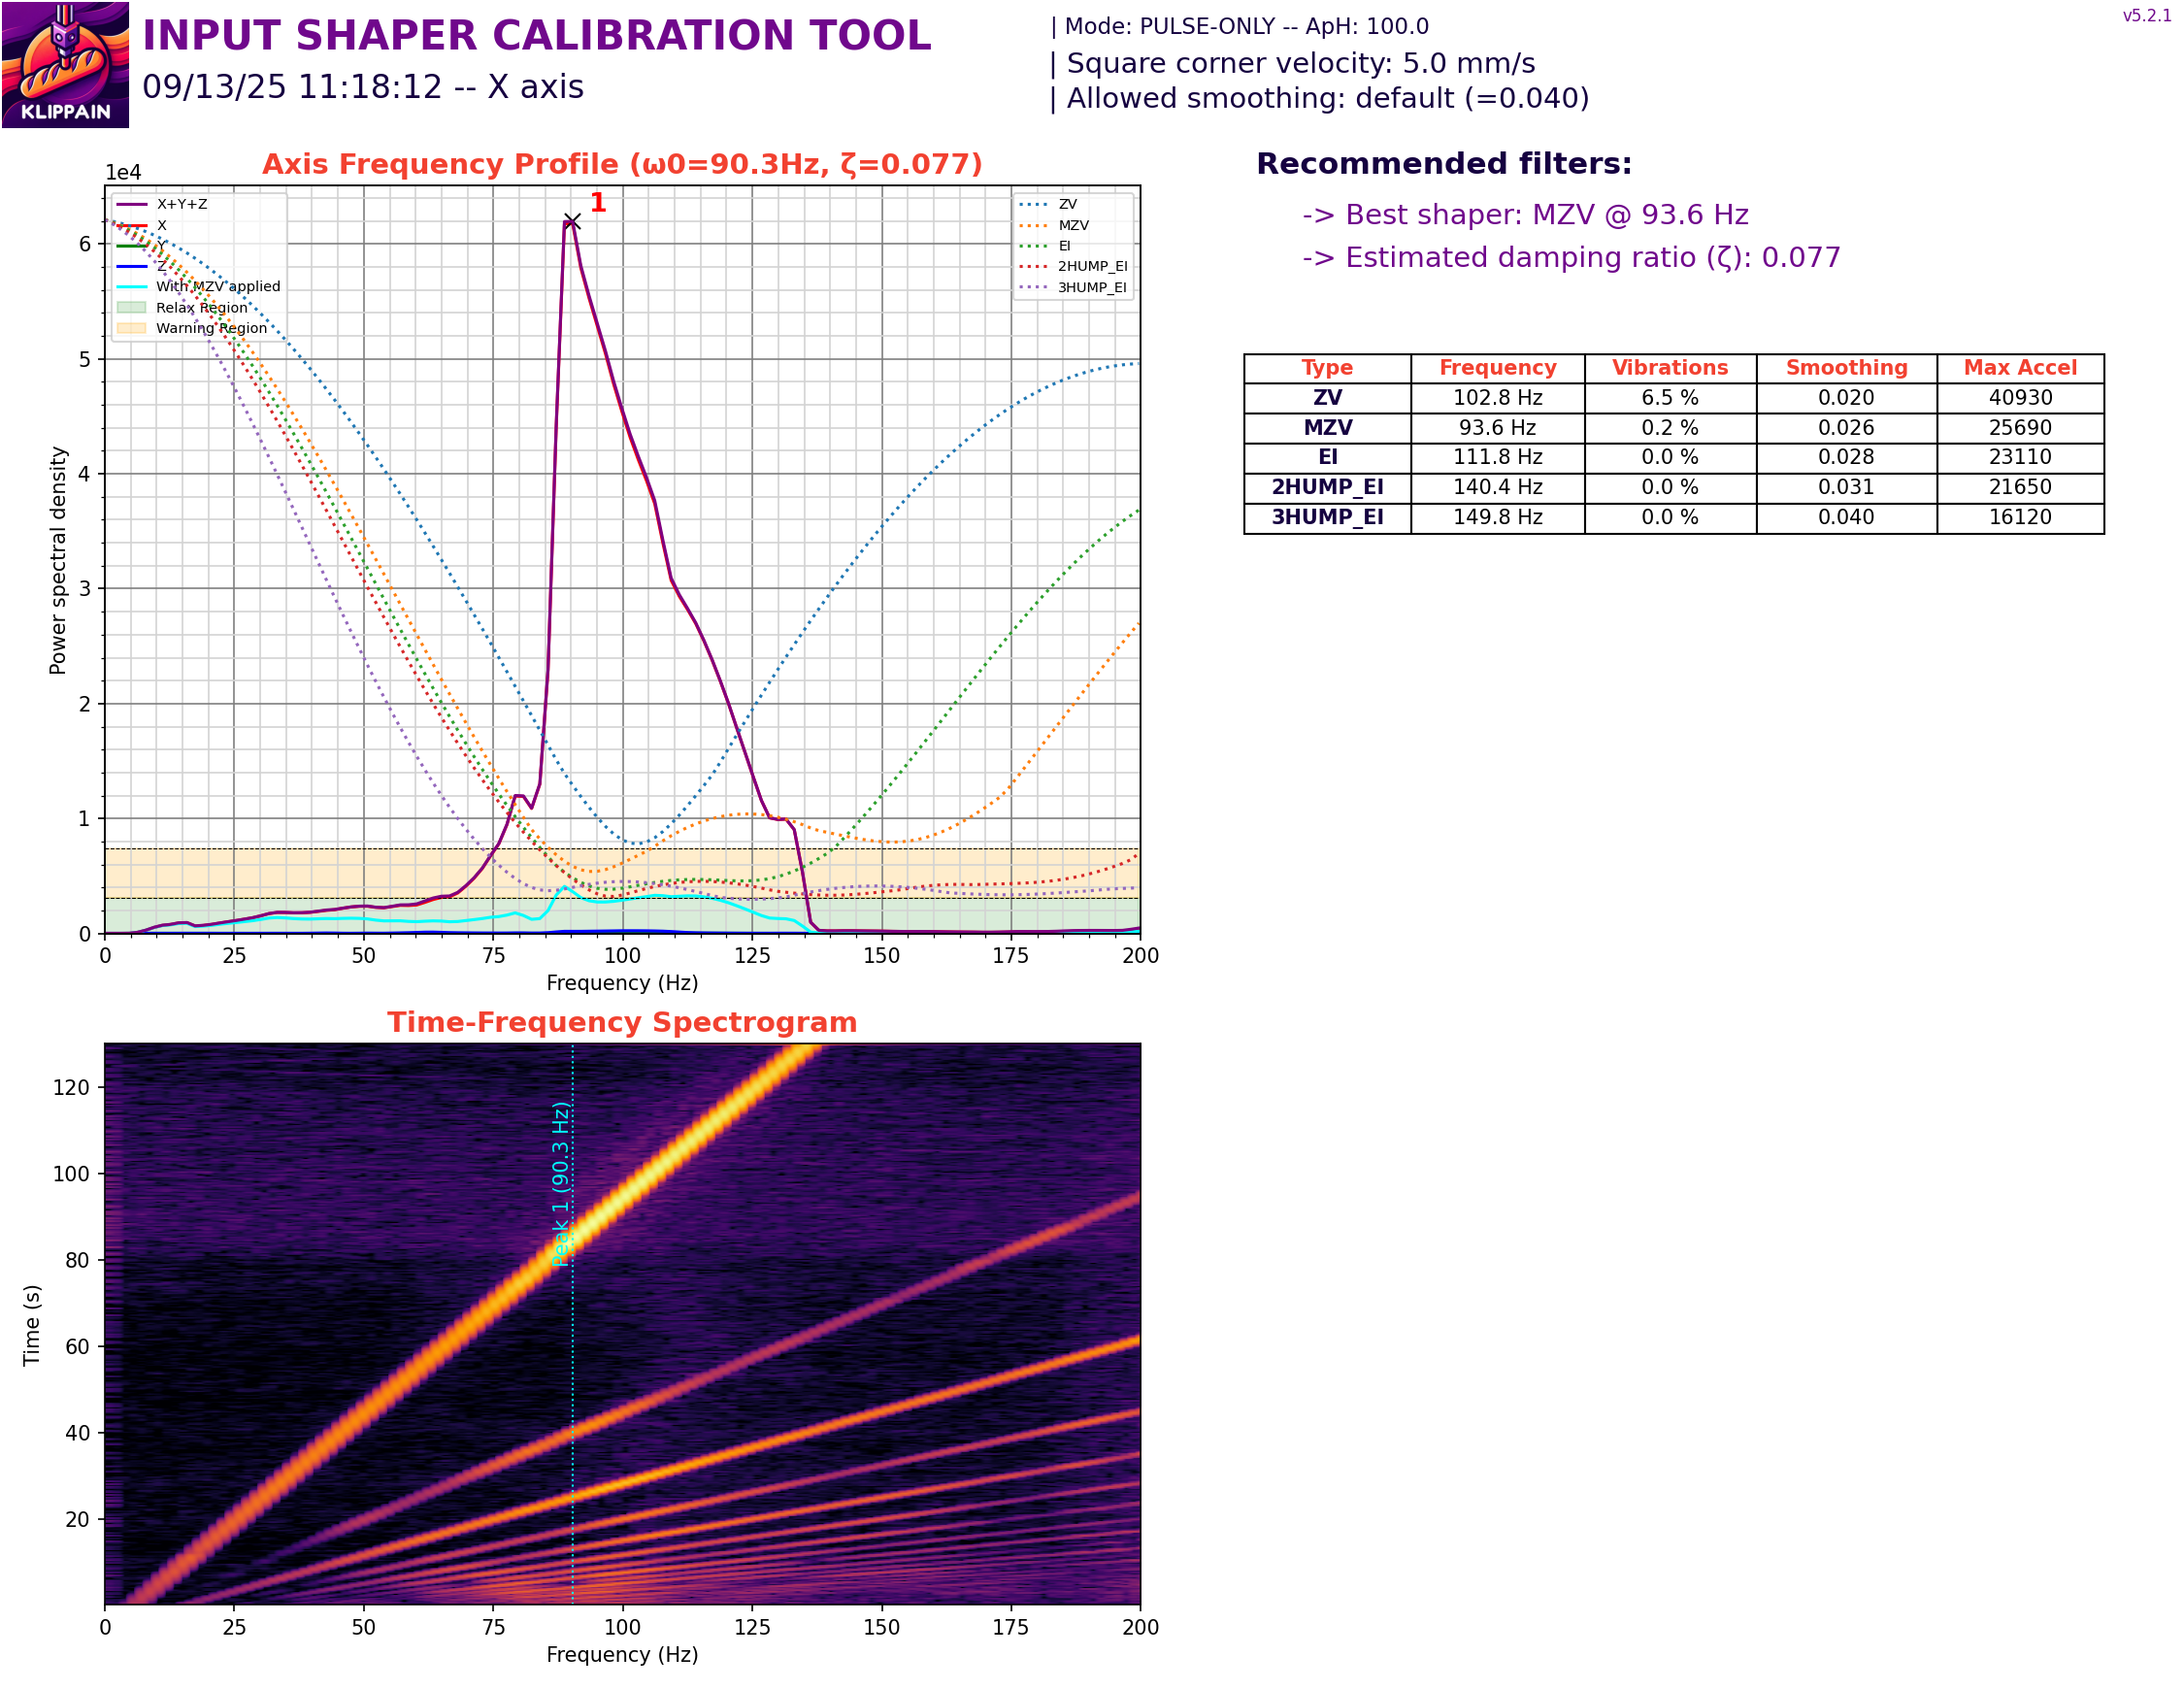 KLIPPAIN
INPUT SHAPER CALIBRATION TOOL
09/13/25 11:18:12 -- X axis
| Mode: PULSE-ONLY -- ApH: 100.0
| Square corner velocity: 5.0 mm/s
| Allowed smoothing: default (=0.040)
v5.2.1
Axis Frequency Profile (ω0=90.3Hz, ζ=0.077)
1e4
1
X+Y+Z
X
Y
Z
With MZV applied
Relax Region
Warning Region
ZV
MZV
EI
2HUMP_EI
3HUMP_EI
6
5
4
3
2
1
0
Power spectral density
0 25 50 75 100 125 150 175 200
Frequency (Hz)
Recommended filters:
-> Best shaper: MZV @ 93.6 Hz
-> Estimated damping ratio (ζ): 0.077
Type Frequency Vibrations Smoothing Max Accel
ZV 102.8 Hz 6.5 % 0.020 40930
MZV 93.6 Hz 0.2 % 0.026 25690
EI 111.8 Hz 0.0 % 0.028 23110
2HUMP_EI 140.4 Hz 0.0 % 0.031 21650
3HUMP_EI 149.8 Hz 0.0 % 0.040 16120
Time-Frequency Spectrogram
120
100
80
60
40
20
Time (s)
Peak 1 (90.3 Hz)
0 25 50 75 100 125 150 175 200
Frequency (Hz)